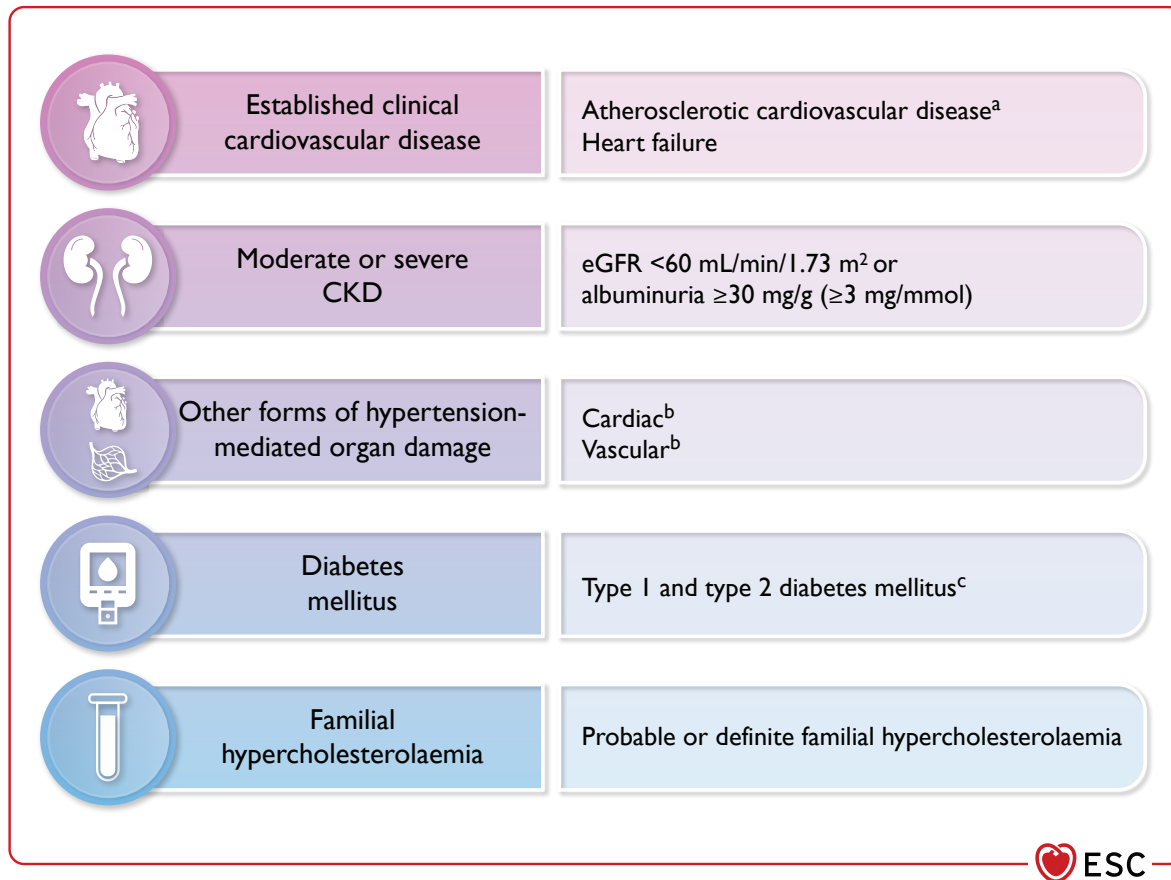 Established clinical
cardiovascular disease
Atherosclerotic cardiovascular diseaseᵃ
Heart failure
Moderate or severe
CKD
eGFR <60 mL/min/1.73 m² or
albuminuria ≥30 mg/g (≥3 mg/mmol)
Other forms of hypertension-
mediated organ damage
Cardiacᵇ
Vascularᵇ
Diabetes
mellitus
Type 1 and type 2 diabetes mellitusᶜ
Familial
hypercholesterolaemia
Probable or definite familial hypercholesterolaemia
ESC